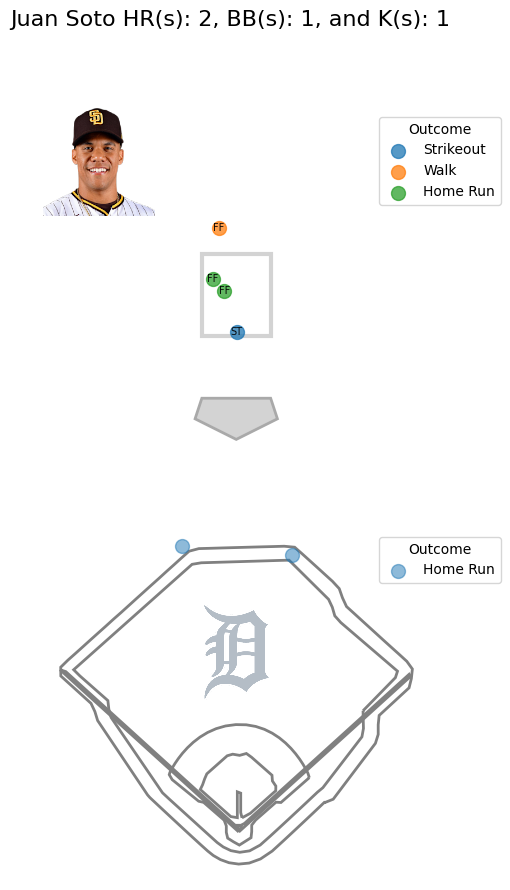 Juan Soto HR(s): 2, BB(s): 1, and K(s): 1
SD
Outcome
Strikeout
Walk
Home Run
FF
FF
FF
ST
Outcome
Home Run
D